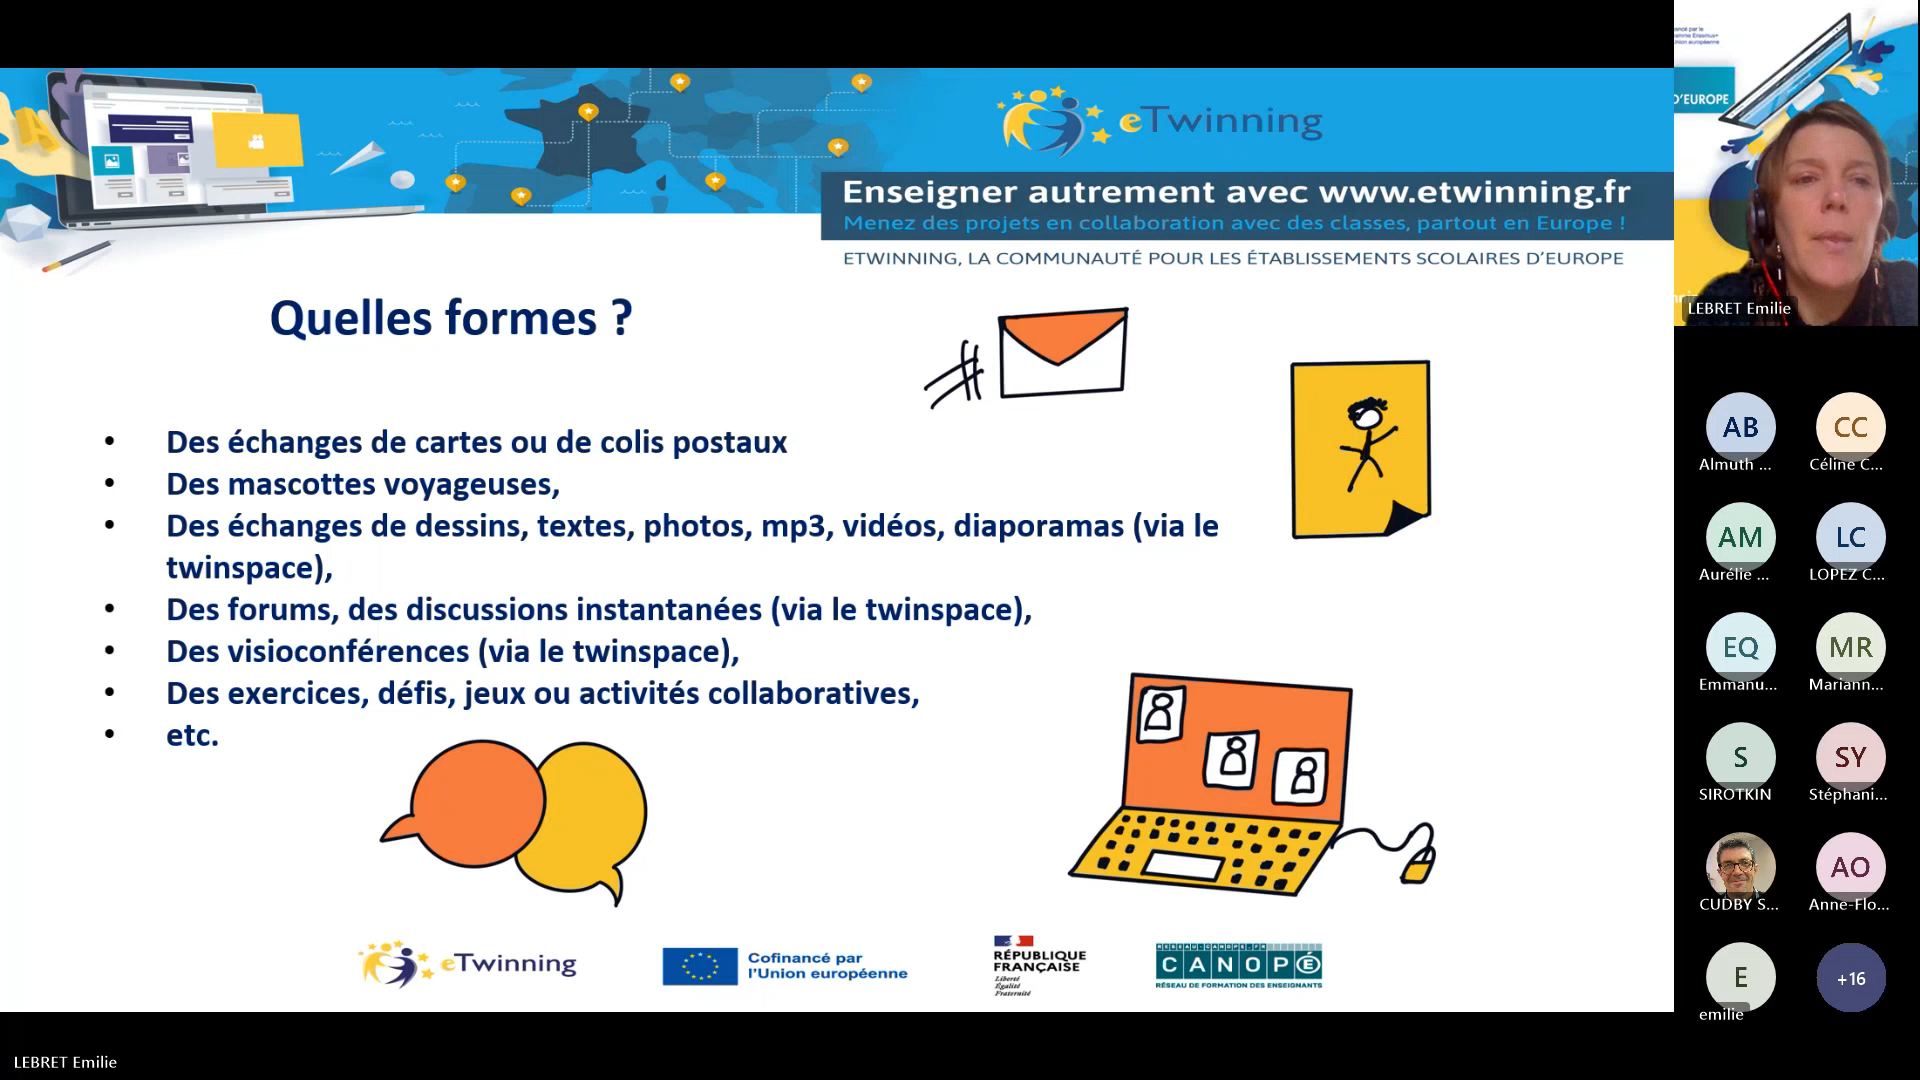 eTwinning
Enseigner autrement avec www.etwinning.fr
Menez des projets en collaboration avec des classes, partout en Europe !
ETWINNING, LA COMMUNAUTÉ POUR LES ÉTABLISSEMENTS SCOLAIRES D'EUROPE
Quelles formes ?
• Des échanges de cartes ou de colis postaux
• Des mascottes voyageuses,
• Des échanges de dessins, textes, photos, mp3, vidéos, diaporamas (via le
twinspace),
• Des forums, des discussions instantanées (via le twinspace),
• Des visioconférences (via le twinspace),
• Des exercices, défis, jeux ou activités collaboratives,
• etc.
eTwinning
Cofinancé par
l'Union européenne
RÉPUBLIQUE
FRANÇAISE
Liberté
Égalité
Fraternité
RESEAU-CANOPE.FR
CANOPÉ
RÉSEAU DE FORMATION DES ENSEIGNANTS
D'EUROPE
LEBRET Emilie
AB
Almuth ...
CC
Céline C...
AM
Aurélie ...
LC
LOPEZ C...
EQ
Emmanu...
MR
Mariann...
S
SIROTKIN
SY
Stéphani...
CUDBY S...
AO
Anne-Flo...
E
emilie
+16
LEBRET Emilie